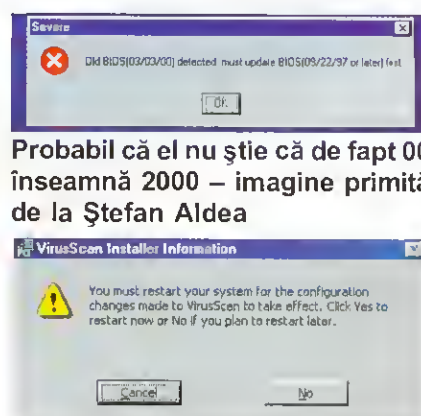 Severe
Old BIOS(03/03/00) detected must update BIOS(09/22/97 or later) first
OK
Probabil că el nu ştie că de fapt 00
înseamnă 2000 – imagine primită
de la Ştefan Aldea
VirusScan Installer Information
You must restart your system for the configuration
changes made to VirusScan to take effect. Click Yes to
restart now or No if you plan to restart later.
Cancel
No